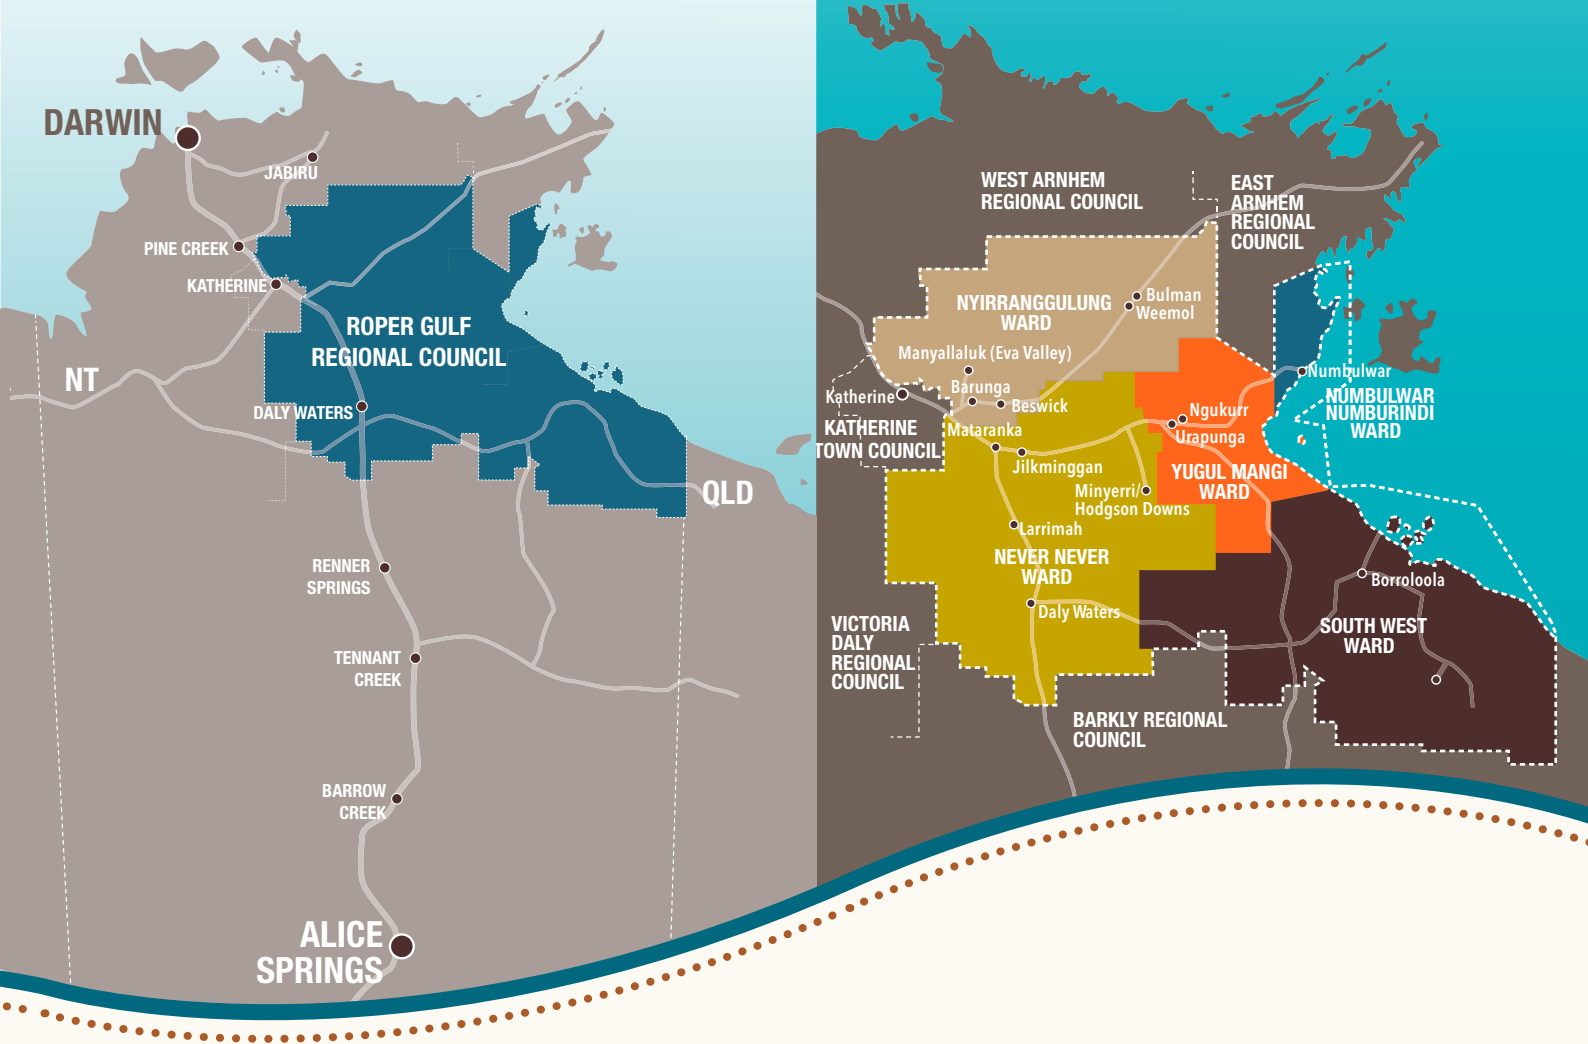 DARWIN
JABIRU
PINE CREEK
KATHERINE
ROPER GULF
REGIONAL COUNCIL
NT
DALY WATERS
QLD
RENNER
SPRINGS
TENNANT
CREEK
BARROW
CREEK
ALICE
SPRINGS
WEST ARNHEM
REGIONAL COUNCIL
EAST
ARNHEM
REGIONAL
COUNCIL
NYIRRANGGULUNG
WARD
Bulman
Weemol
Manyallaluk (Eva Valley)
Barunga
Beswick
Katherine
KATHERINE
TOWN COUNCIL
Mataranka
Jilkminggan
Ngukurr
Urapunga
Numbulwar
NUMBULWAR
NUMBURINDI
WARD
YUGUL MANGI
WARD
Minyerri/
Hodgson Downs
Larrimah
NEVER NEVER
WARD
Daly Waters
Borroloola
SOUTH WEST
WARD
VICTORIA
DALY
REGIONAL
COUNCIL
BARKLY REGIONAL
COUNCIL